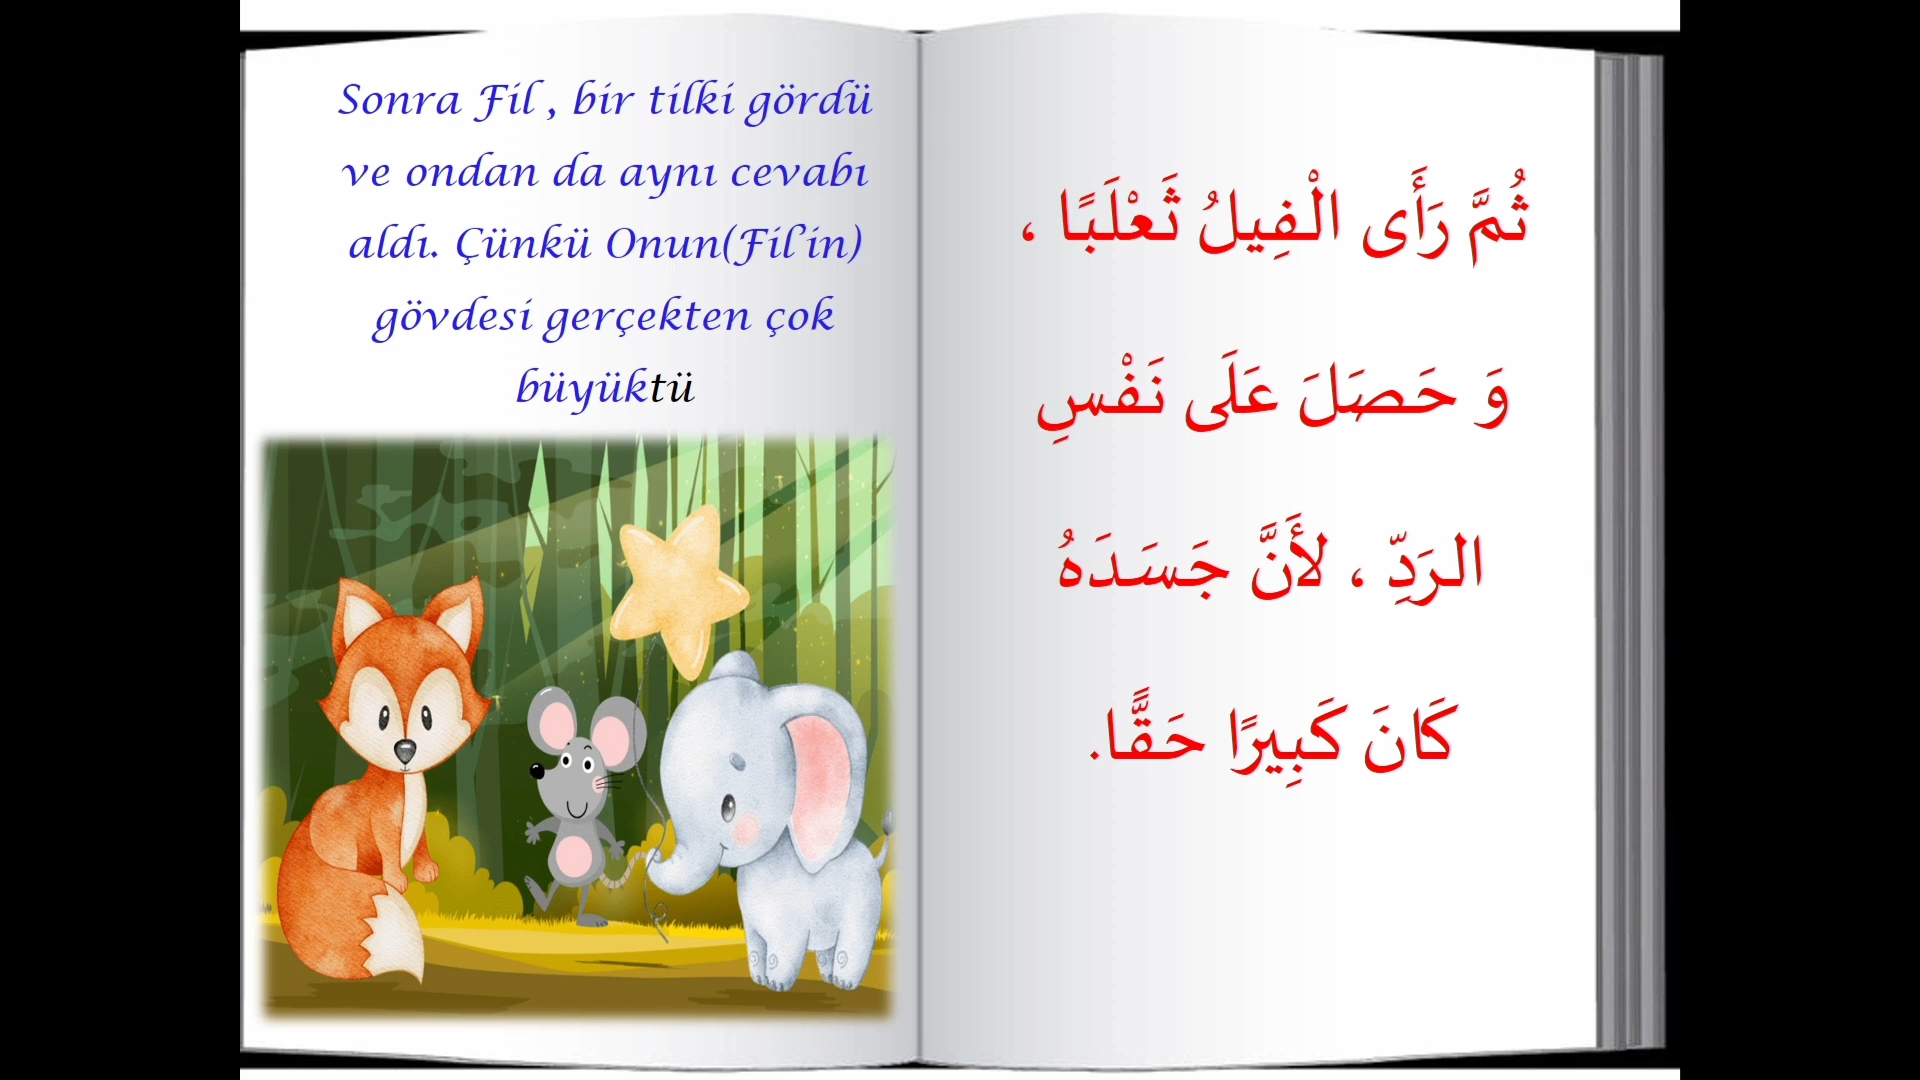 Sonra Fil , bir tilki gördü
ve ondan da aynı cevabı
aldı. Çünkü Onun(Fil'in)
gövdesi gerçekten çok
büyüktü
ثُمَّ رَأَى الْفِيلُ ثَعْلَبًا ،
وَ حَصَلَ عَلَى نَفْسِ
الرَدِّ ، لأَنَّ جَسَدَهُ
كَانَ كَبِيرًا حَقًّا.